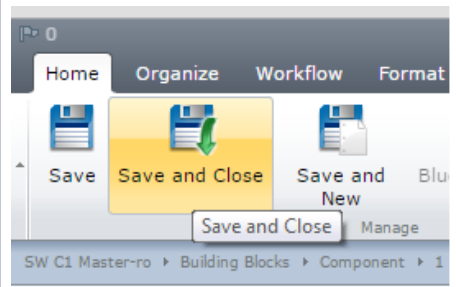 0
Home Organize Workflow Format
Save Save and Close Save and New Blu
Save and Close Manage
SW C1 Master-ro Building Blocks Component 1